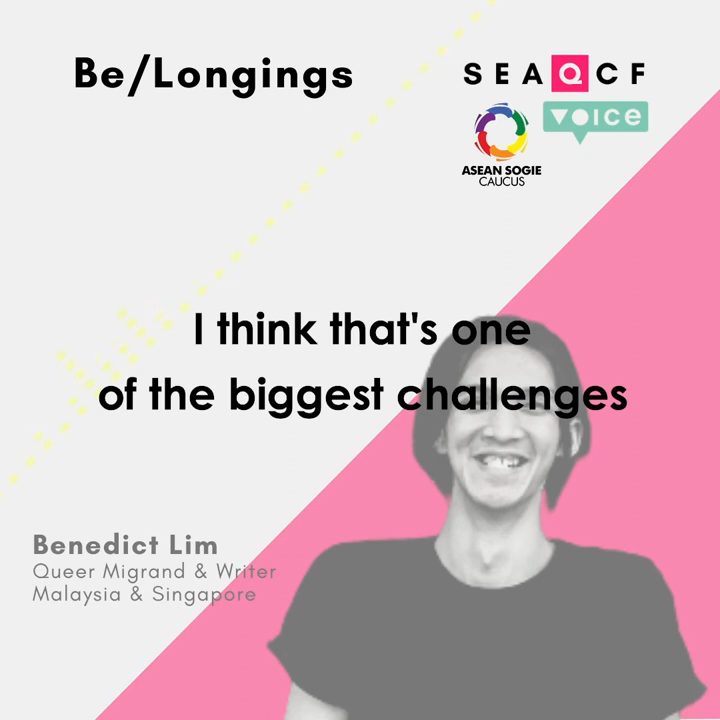 Be/Longings
SEAQCF
voice
ASEAN SOGIE
CAUCUS
I think that's one
of the biggest challenges
Benedict Lim
Queer Migrand & Writer
Malaysia & Singapore